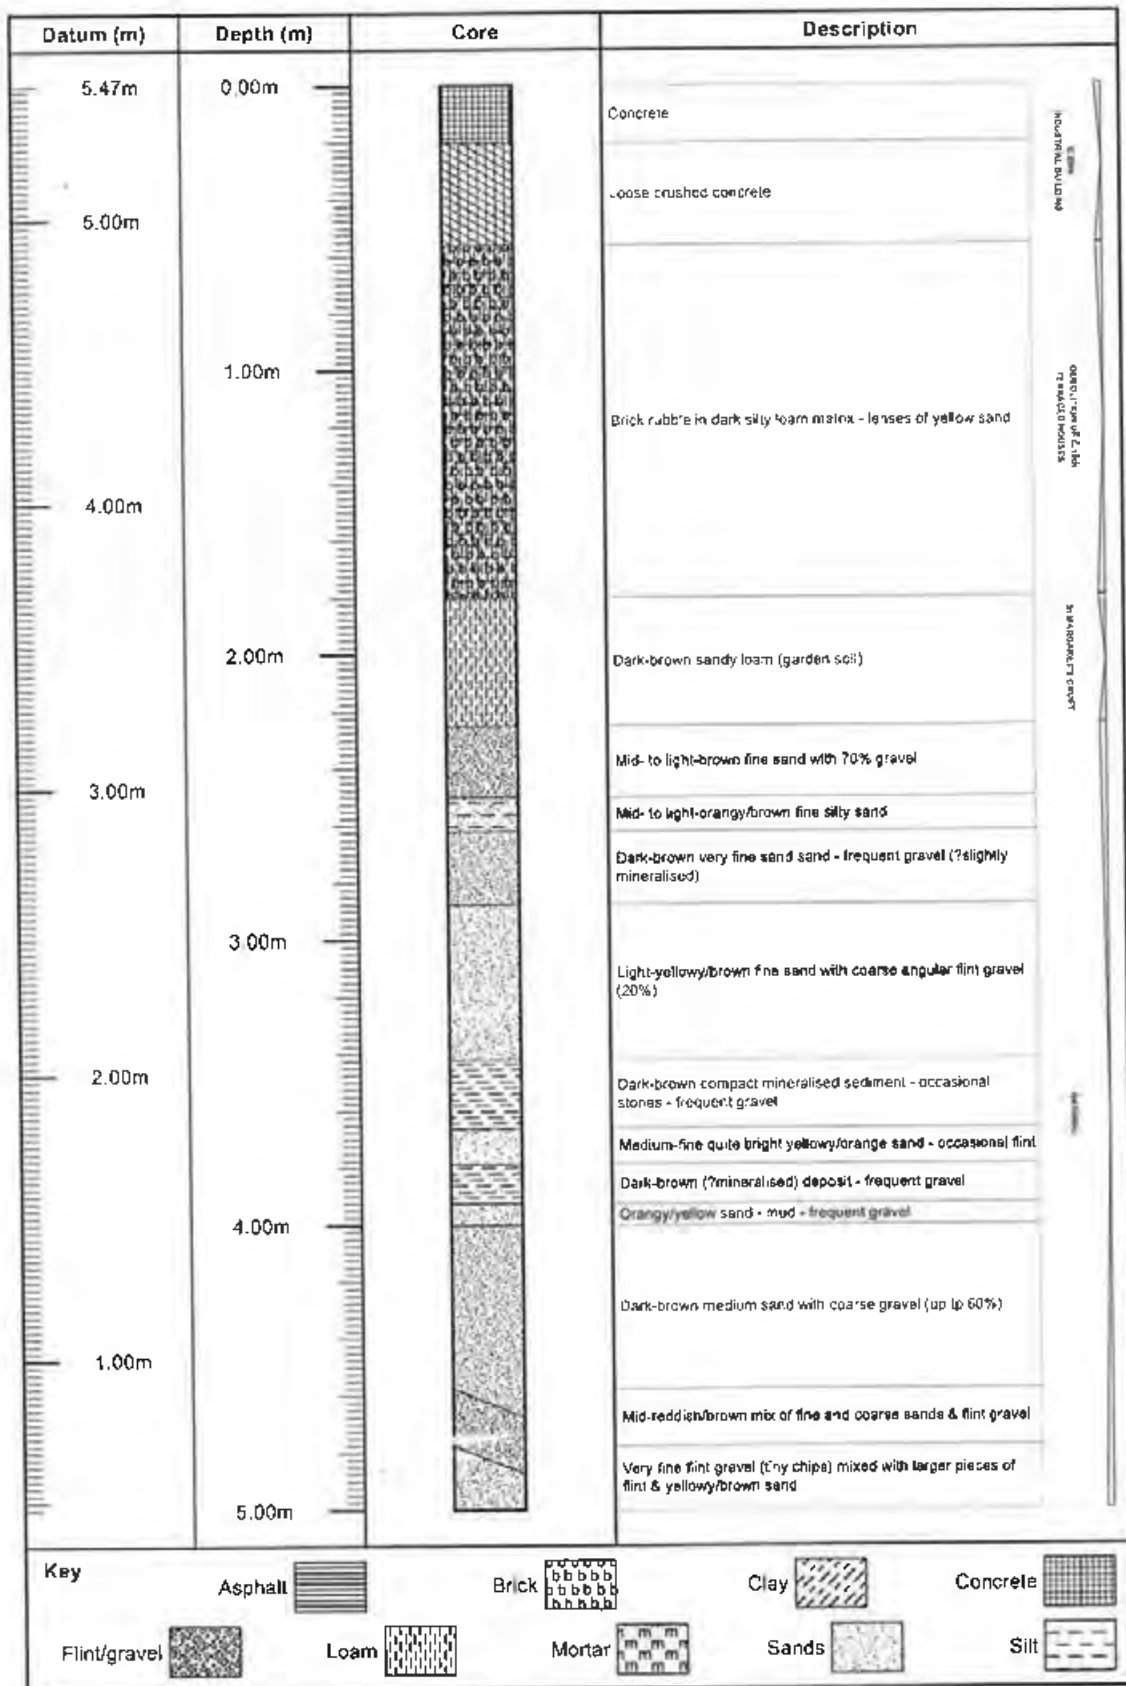 Datum (m) Depth (m) Core Description
5.47m 0.00m
Concrete
Loose crushed concrete
INDUSTRIAL BUILDING
5.00m
1.00m
Brick rubble in dark silty loam matrix - lenses of yellow sand
TERRACED HOUSES
4.00m
2.00m
Dark-brown sandy loam (garden soil)
St MARGARET'S CROFT
Mid- to light-brown fine sand with 70% gravel
3.00m
Mid- to light-orangy/brown fine silty sand
Dark-brown very fine sand sand - frequent gravel (?slightly
mineralised)
3.00m
Light-yellowy/brown fine sand with coarse angular flint gravel
(20%)
2.00m
Dark-brown compact mineralised sediment - occasional
stones - frequent gravel
Medium-fine quite bright yellowy/orange sand - occasional flint
Dark-brown (?mineralised) deposit - frequent gravel
Orangy/yellow sand - mud - frequent gravel
4.00m
Dark-brown medium sand with coarse gravel (up to 60%)
1.00m
Mid-reddish/brown mix of fine and coarse sands & flint gravel
Very fine flint gravel (tiny chips) mixed with larger pieces of
flint & yellowy/brown sand
5.00m
Key
Asphalt Brick Clay Concrete
Flint/gravel Loam Mortar Sands Silt